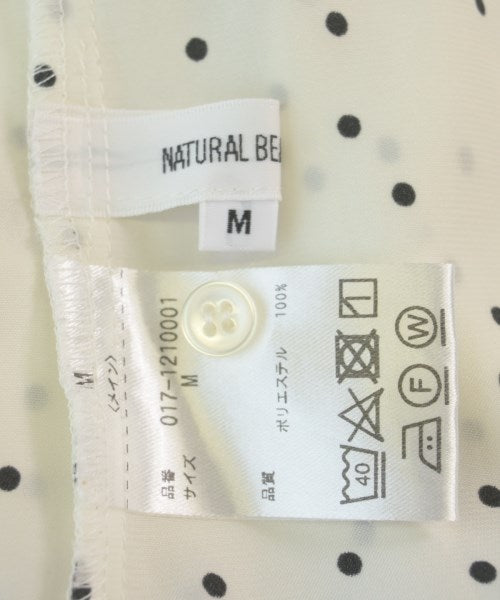 NATURAL BEA
M
M
〈メイン〉
品番 017-1210001
サイズ M
品質 ポリエステル 100%
40
W
F